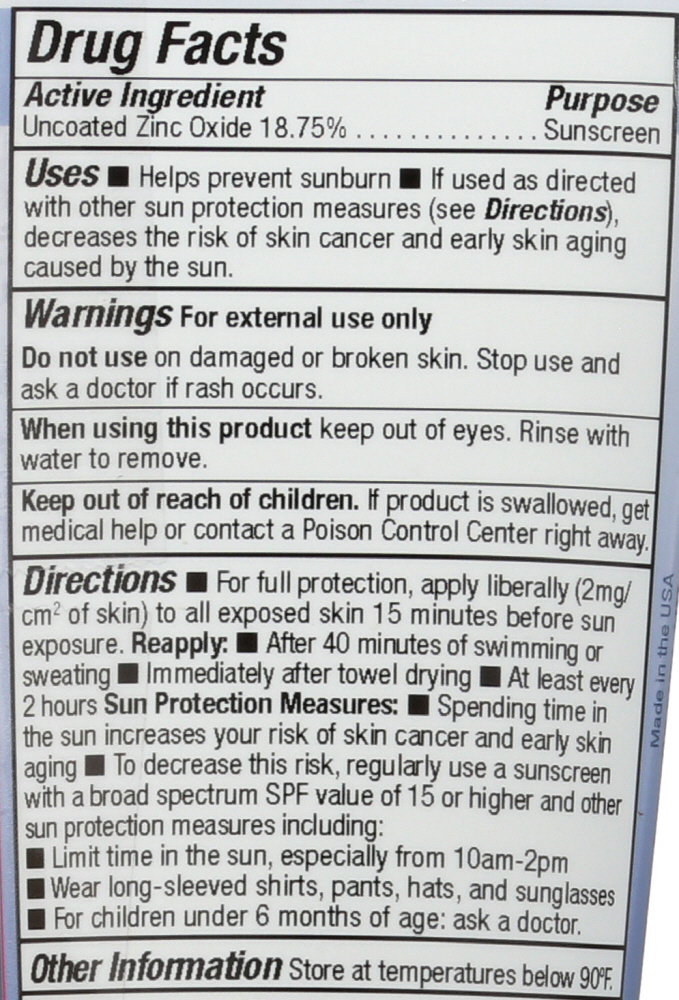 Drug Facts
Active Ingredient Purpose
Uncoated Zinc Oxide 18.75% .............. Sunscreen
Uses ■ Helps prevent sunburn ■ If used as directed
with other sun protection measures (see Directions),
decreases the risk of skin cancer and early skin aging
caused by the sun.
Warnings For external use only
Do not use on damaged or broken skin. Stop use and
ask a doctor if rash occurs.
When using this product keep out of eyes. Rinse with
water to remove.
Keep out of reach of children. If product is swallowed, get
medical help or contact a Poison Control Center right away.
Directions ■ For full protection, apply liberally (2mg/
cm² of skin) to all exposed skin 15 minutes before sun
exposure. Reapply: ■ After 40 minutes of swimming or
sweating ■ Immediately after towel drying ■ At least every
2 hours Sun Protection Measures: ■ Spending time in
the sun increases your risk of skin cancer and early skin
aging ■ To decrease this risk, regularly use a sunscreen
with a broad spectrum SPF value of 15 or higher and other
sun protection measures including:
■ Limit time in the sun, especially from 10am-2pm
■ Wear long-sleeved shirts, pants, hats, and sunglasses
■ For children under 6 months of age: ask a doctor.
Other Information Store at temperatures below 90ºF.
Made in the USA